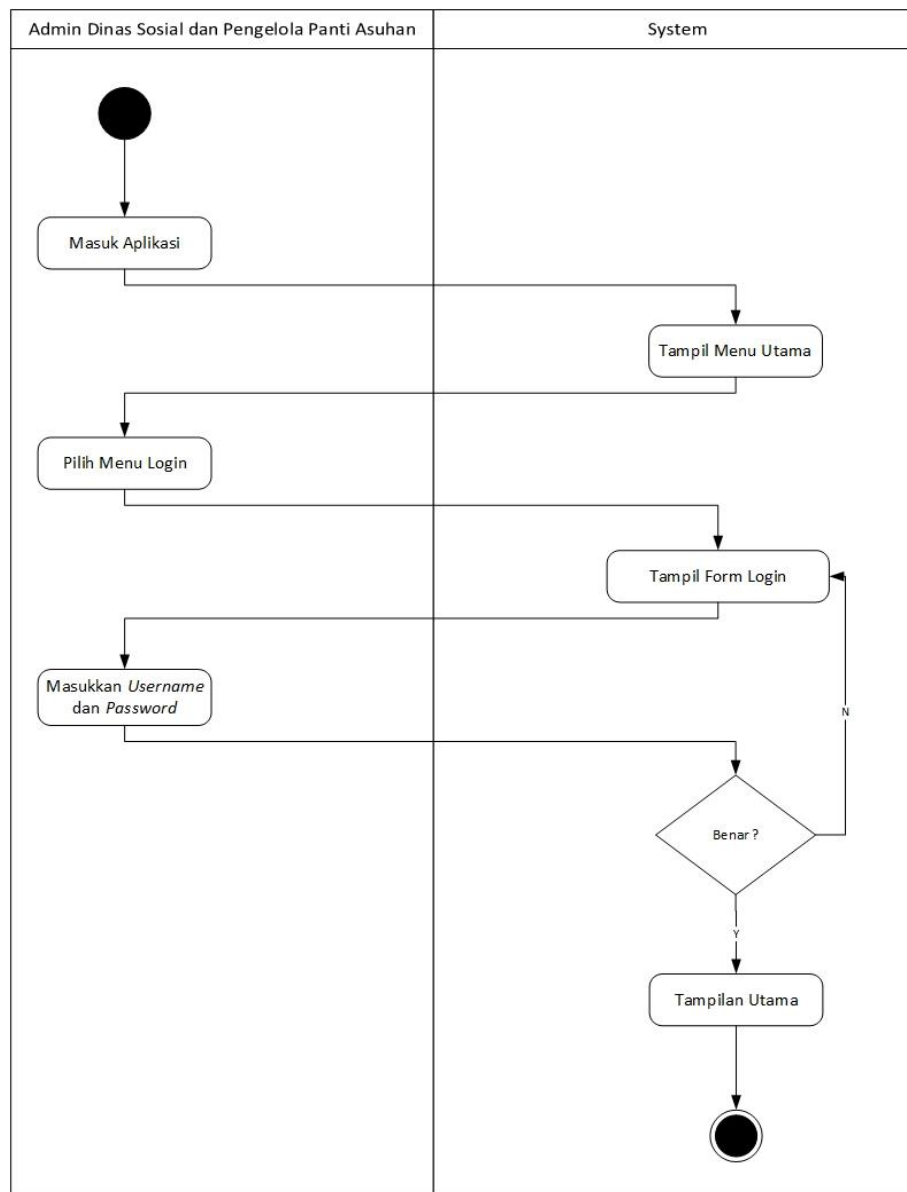 Admin Dinas Sosial dan Pengelola Panti Asuhan
System
Masuk Aplikasi
Tampil Menu Utama
Pilih Menu Login
Tampil Form Login
Masukkan Username
dan Password
N
Benar?
Y
Tampilan Utama